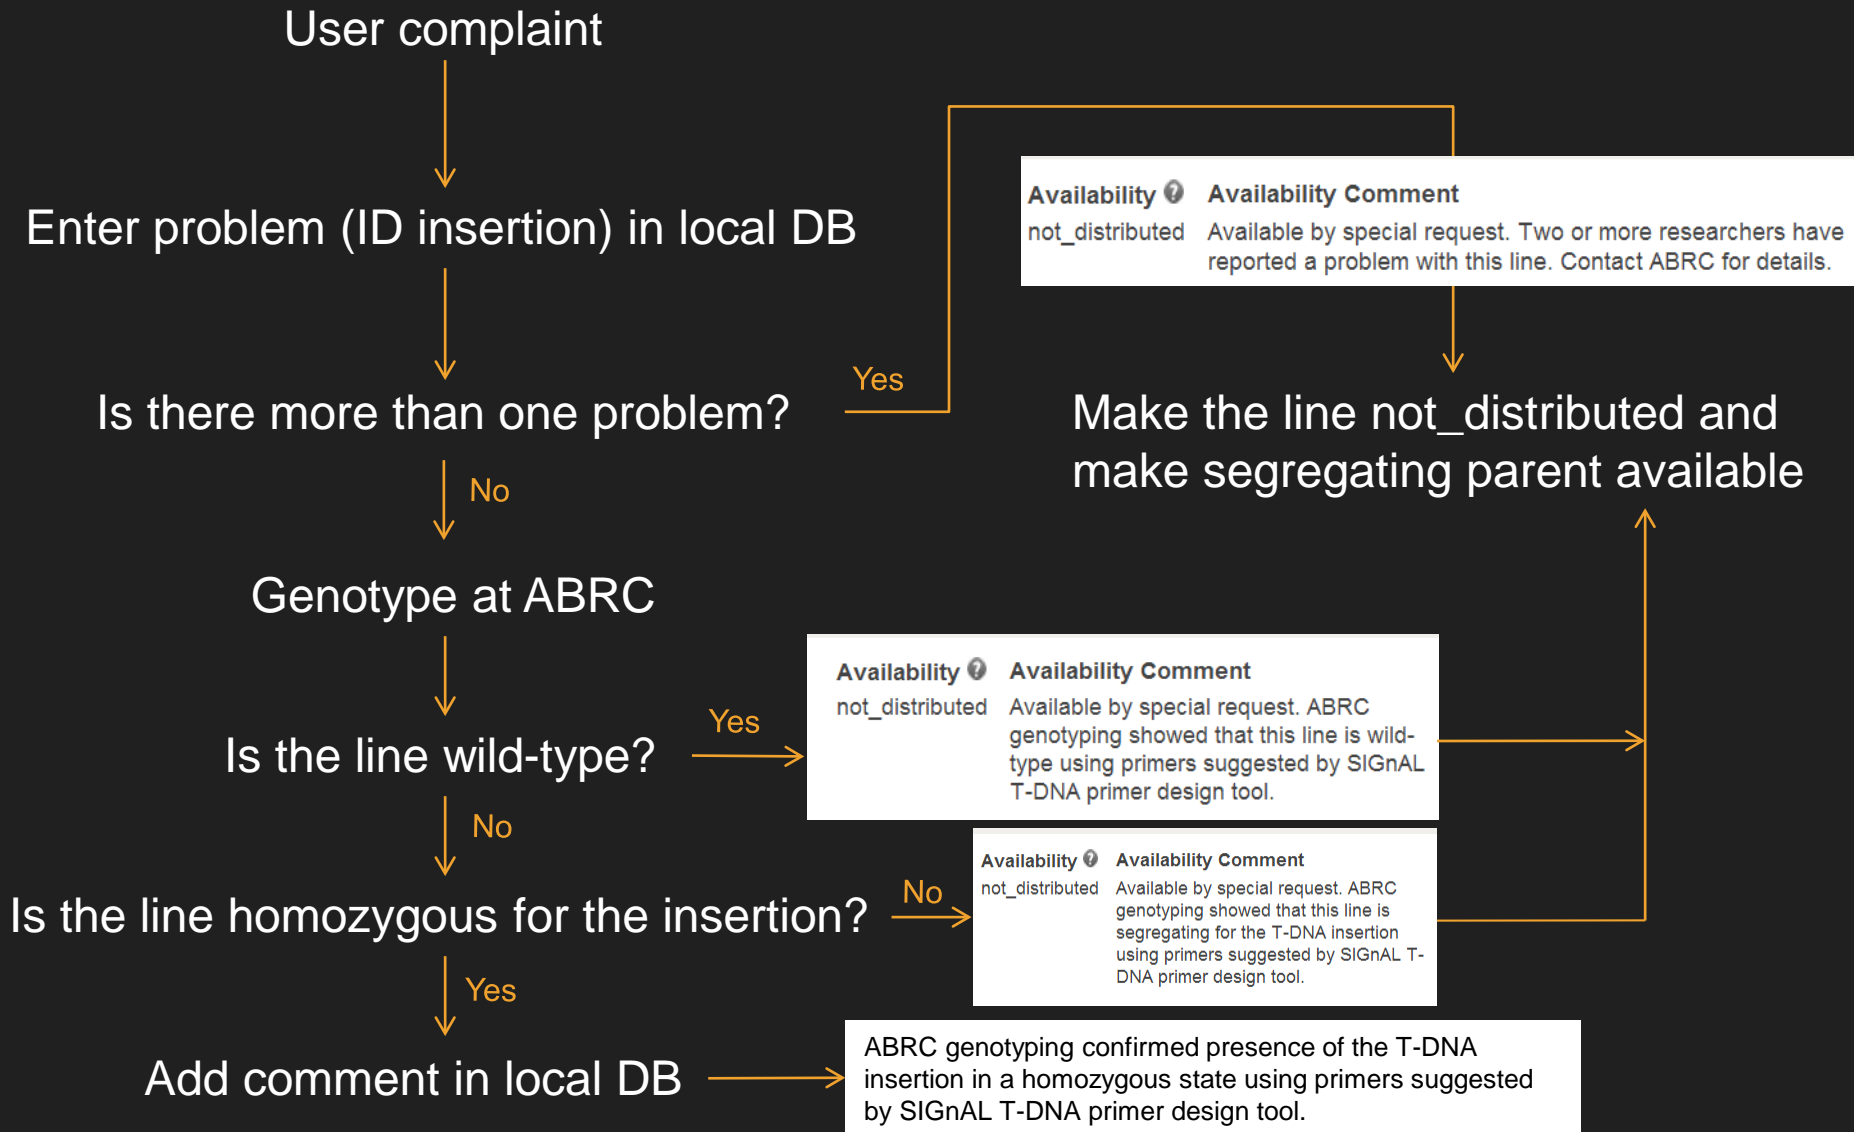 User complaint
Enter problem (ID insertion) in local DB
Is there more than one problem?
Yes
No
Availability ? Availability Comment
not_distributed Available by special request. Two or more researchers have
reported a problem with this line. Contact ABRC for details.
Make the line not_distributed and
make segregating parent available
Genotype at ABRC
Is the line wild-type?
Yes
No
Availability ? Availability Comment
not_distributed Available by special request. ABRC
genotyping showed that this line is wild-
type using primers suggested by SIGnAL
T-DNA primer design tool.
Is the line homozygous for the insertion?
No
Yes
Availability ? Availability Comment
not_distributed Available by special request. ABRC
genotyping showed that this line is
segregating for the T-DNA insertion
using primers suggested by SIGnAL T-
DNA primer design tool.
Add comment in local DB
ABRC genotyping confirmed presence of the T-DNA
insertion in a homozygous state using primers suggested
by SIGnAL T-DNA primer design tool.